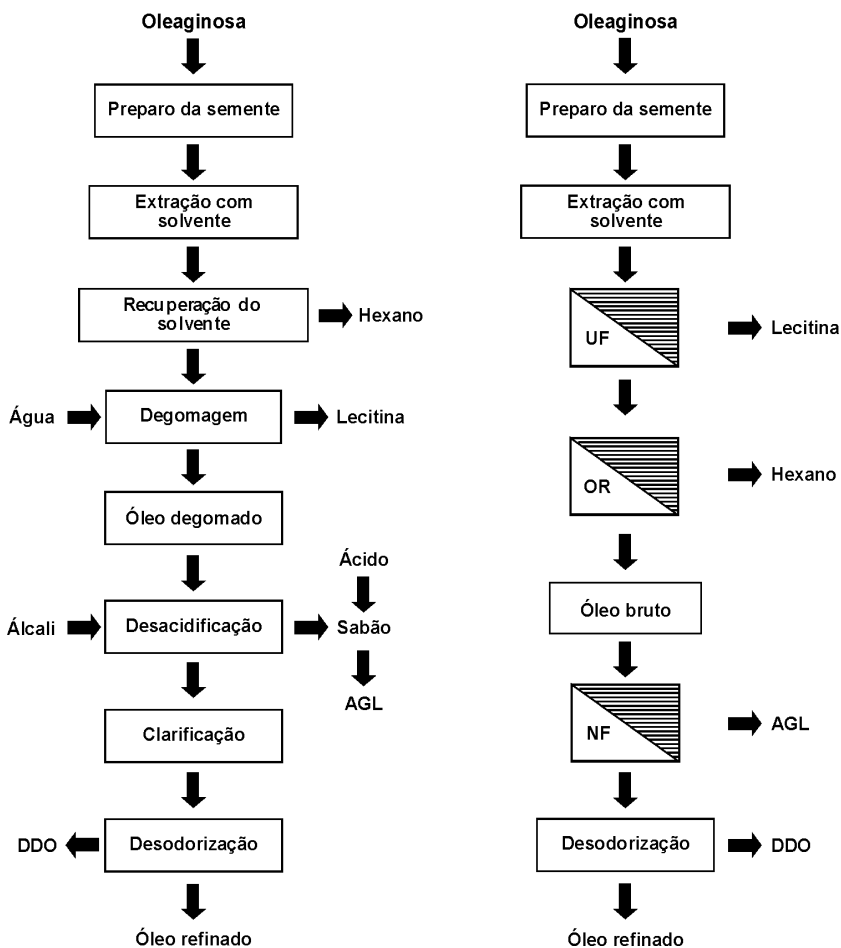 Oleaginosa
Preparo da semente
Extração com
solvente
Recuperação do
solvente
Hexano
Água
Degomagem
Lecitina
Óleo degomado
Ácido
Álcali
Desacidificação
Sabão
AGL
Clarificação
DDO
Desodorização
Óleo refinado
Oleaginosa
Preparo da semente
Extração com
solvente
UF
Lecitina
OR
Hexano
Óleo bruto
NF
AGL
Desodorização
DDO
Óleo refinado